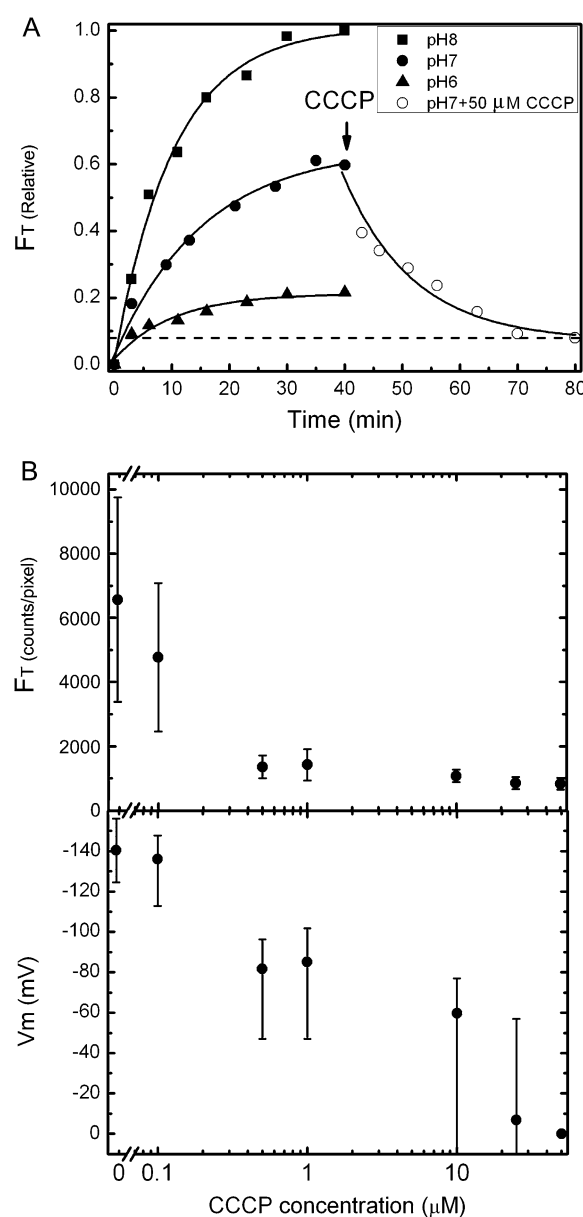 A
1.0
0.8
0.6
0.4
0.2
0.0
FT (Relative)
pH8
pH7
pH6
pH7+50 μM CCCP
CCCP
0 10 20 30 40 50 60 70 80
Time (min)
B
10000
8000
6000
4000
2000
0
FT (counts/pixel)
-140
-120
-100
-80
-60
-40
-20
0
Vm (mV)
0 0.1 1 10
CCCP concentration (μM)